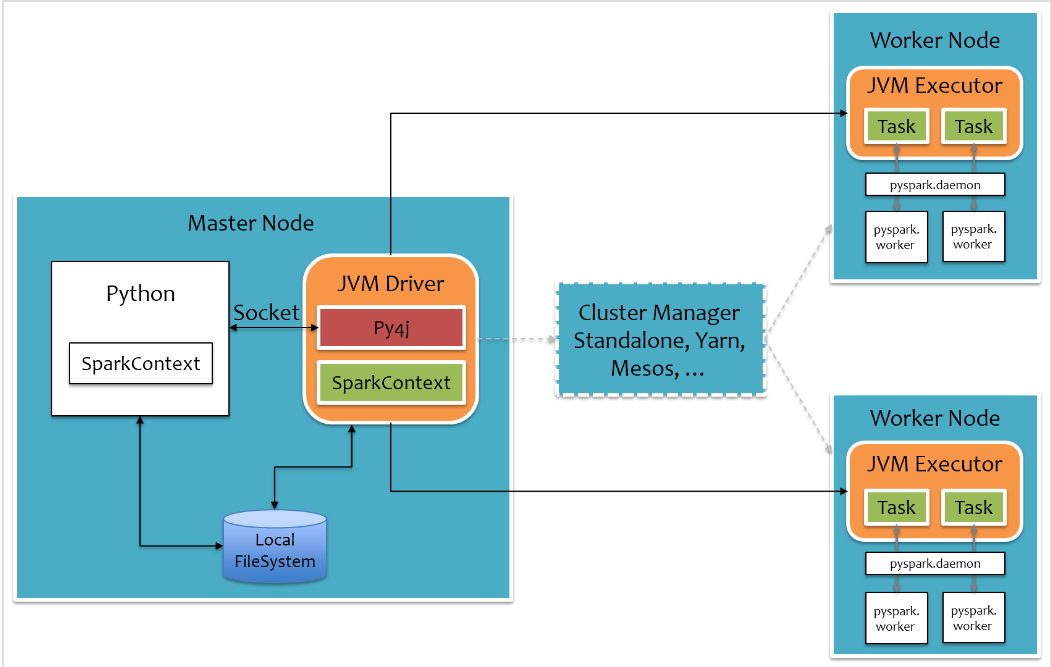 Master Node
Python
SparkContext
Socket
JVM Driver
Py4j
SparkContext
Local
FileSystem
Cluster Manager
Standalone, Yarn,
Mesos, ...
Worker Node
JVM Executor
Task Task
pyspark.daemon
pyspark. pyspark.
worker worker
Worker Node
JVM Executor
Task Task
pyspark.daemon
pyspark. pyspark.
worker worker